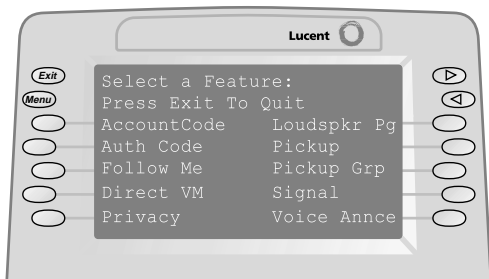 Lucent
Exit
Menu
Select a Feature:
Press Exit To Quit
AccountCode Loudspkr Pg
Auth Code Pickup
Follow Me Pickup Grp
Direct VM Signal
Privacy Voice Annce